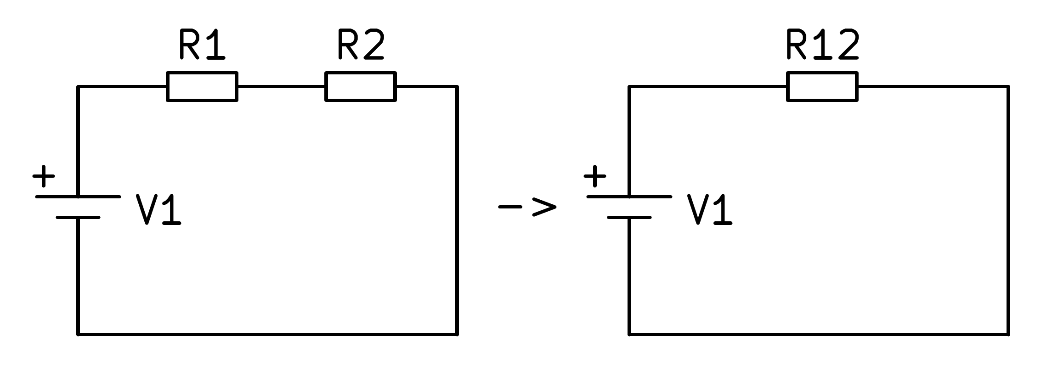 R1 R2 R12
+ +
V1 -> V1